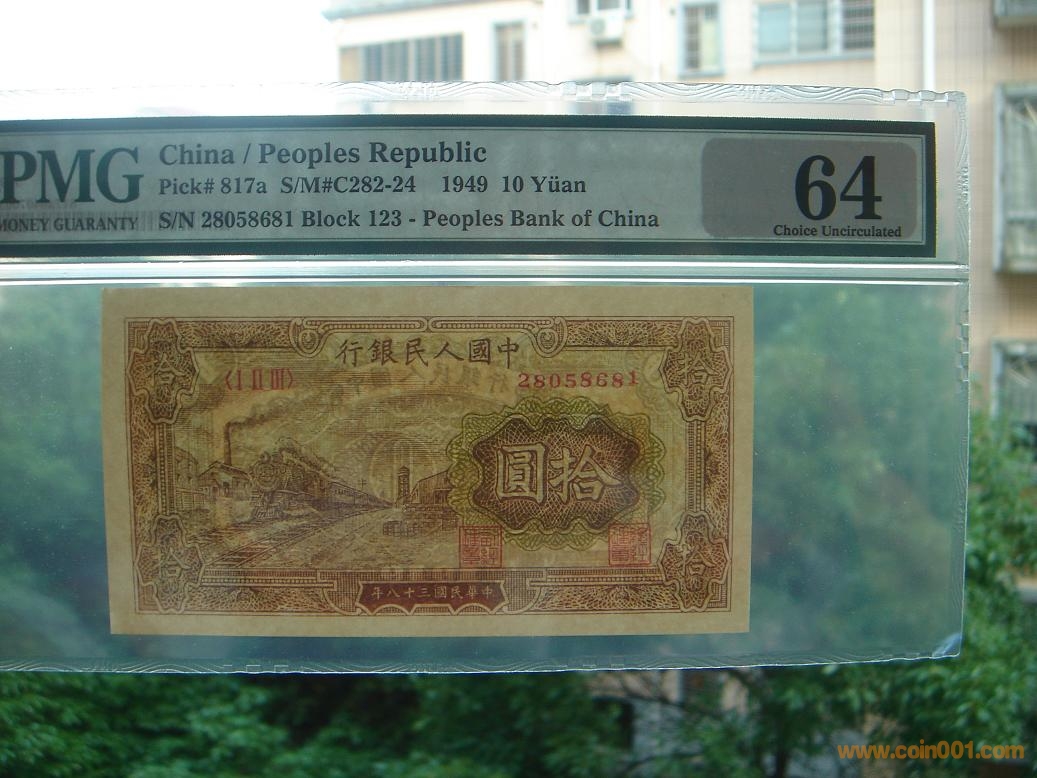 PMG
MONEY GUARANTY
China / Peoples Republic
Pick# 817a S/M#C282-24 1949 10 Yüan
S/N 28058681 Block 123 - Peoples Bank of China
64
Choice Uncirculated
行銀民人國中
〈I II III〉
28058681
拾
拾
圓拾
拾
拾
年八十三國民華中
www.coin001.com